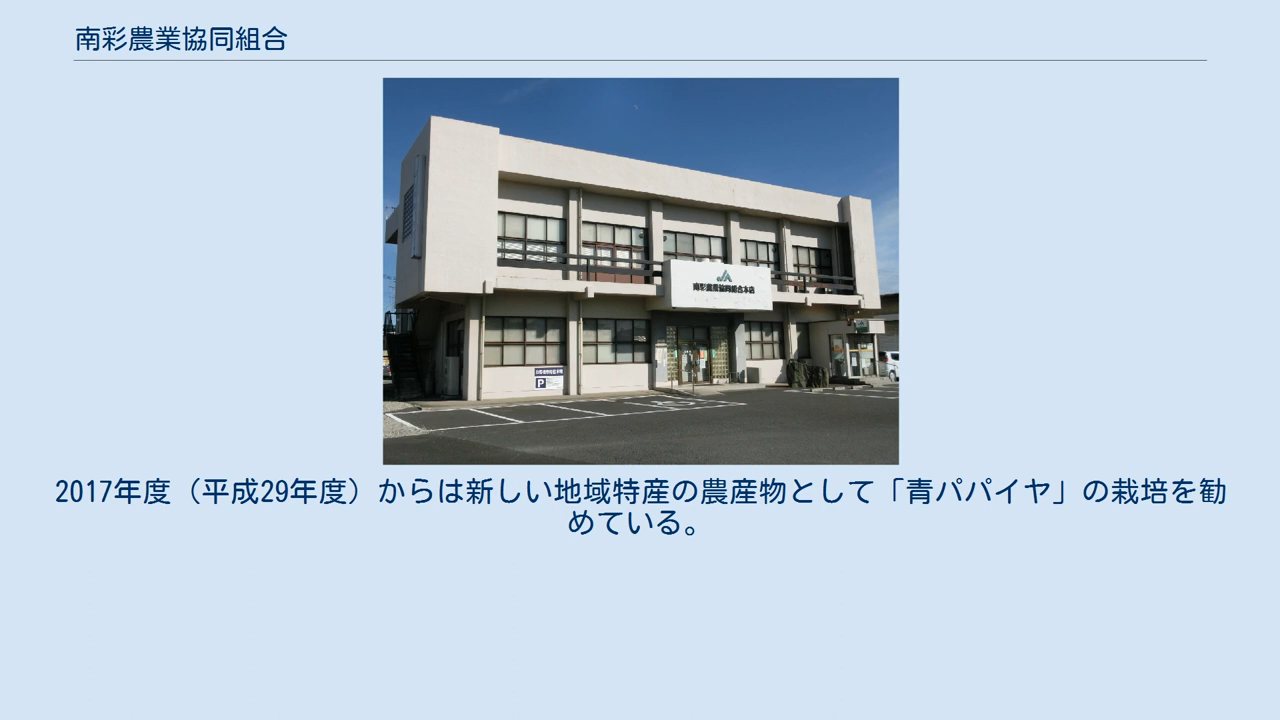 南彩農業協同組合
JA
南彩農業協同組合本店
P
2017年度（平成29年度）からは新しい地域特産の農産物として「青パパイヤ」の栽培を勧
めている。